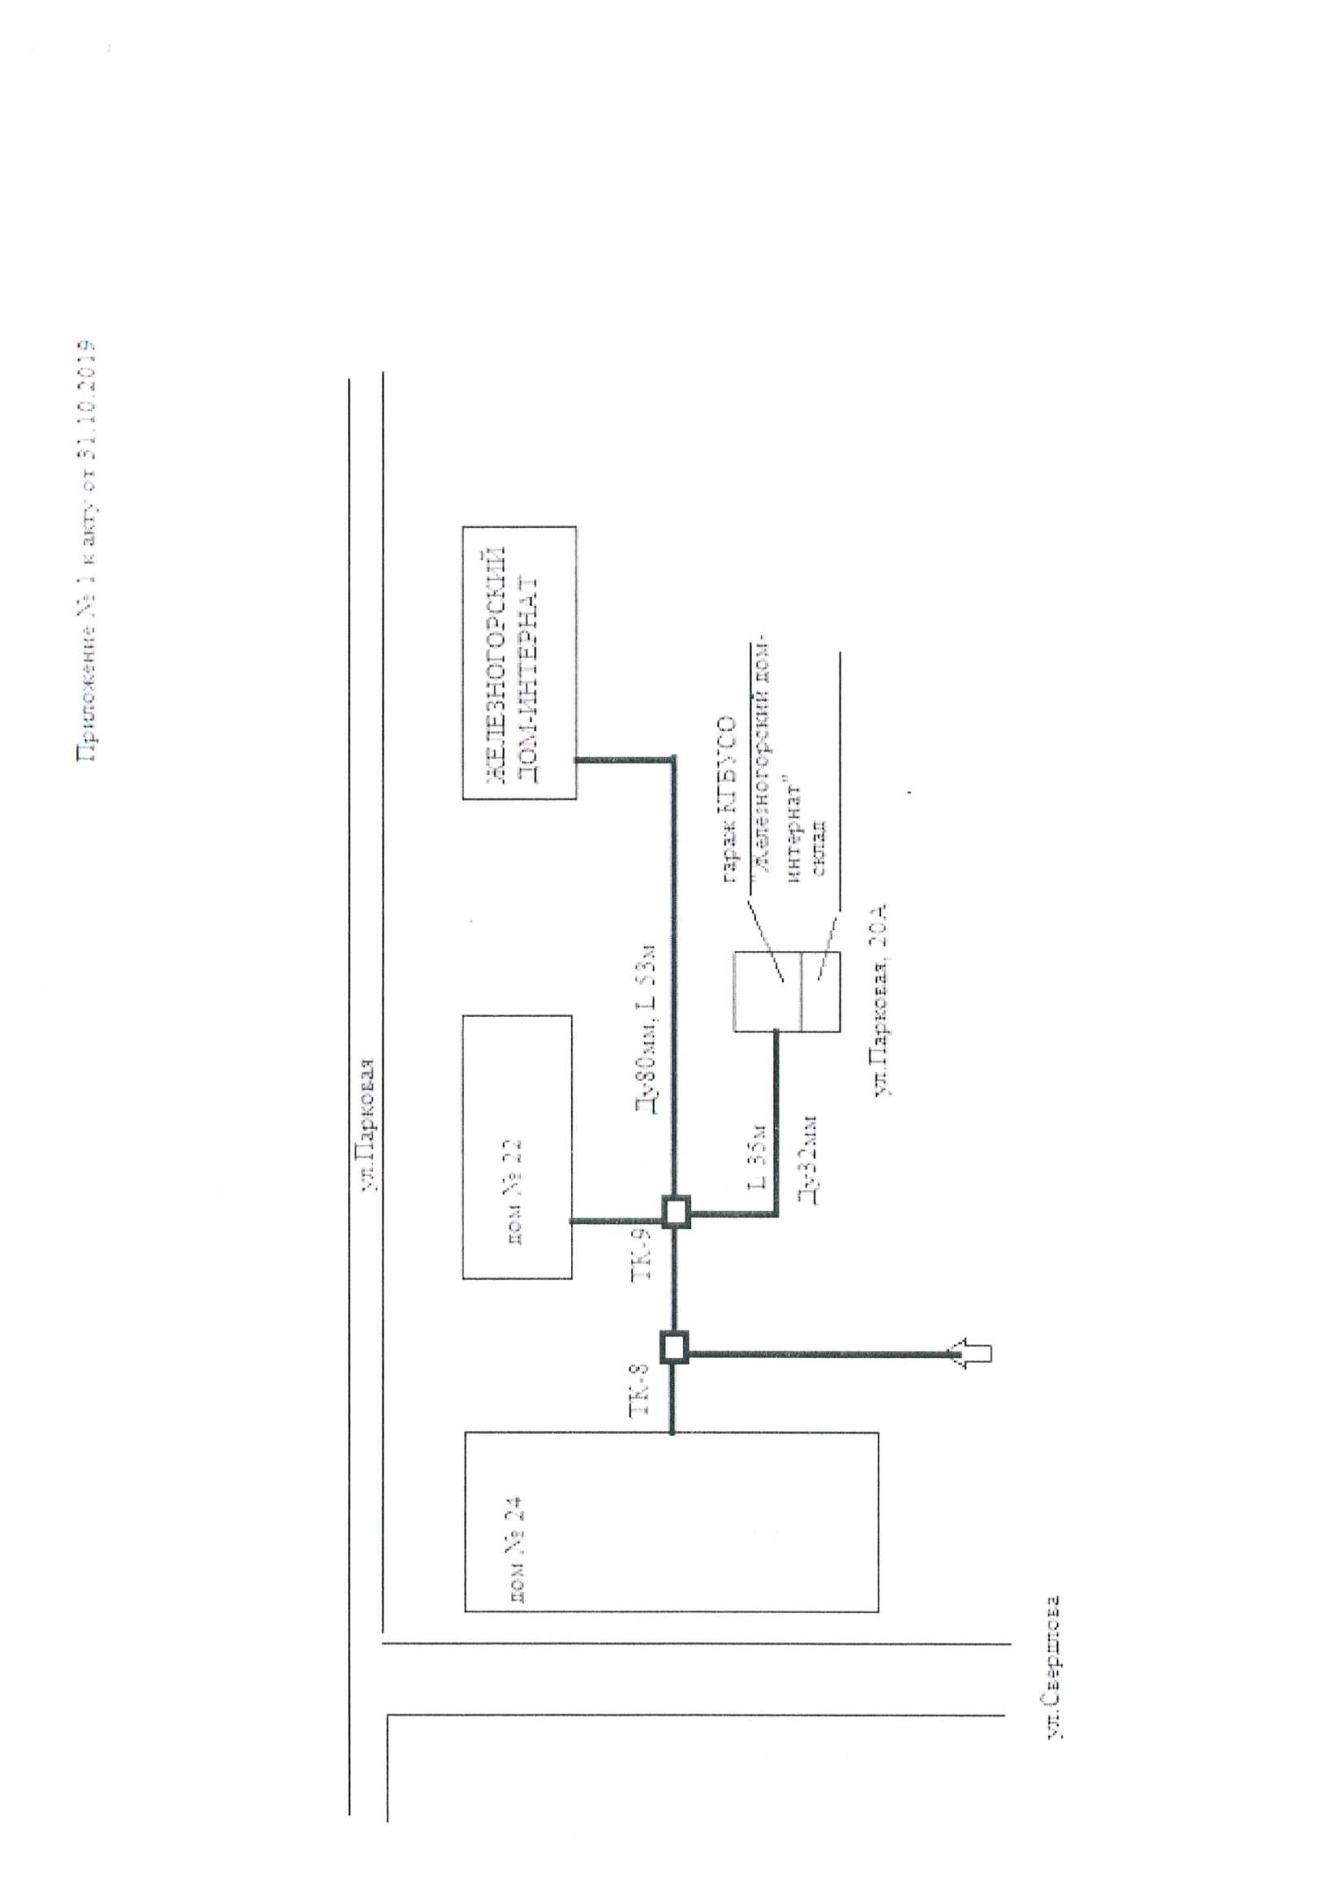 Приложение № 1 к акту от 31.10.2019
ул.Парковая
ЖЕЛЕЗНОГОРСКИЙ
ДОМ-ИНТЕРНАТ
дом № 22
дом № 24
Ду80мм, L 53м
ТК-9
ТК-8
гараж КГБУСО
"Железногорский дом-
интернат"
склад
L 35м
Ду32мм
ул.Парковая, 20А
ул.Свердлова